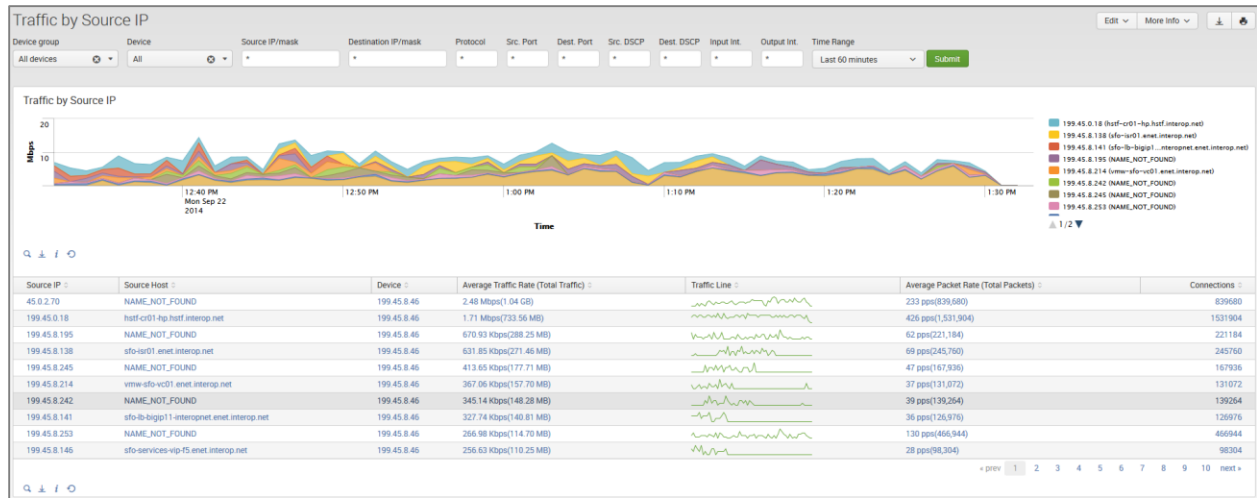 Traffic by Source IP
Edit More Info
Device group Device Source IP/mask Destination IP/mask Protocol Src. Port Dest. Port Src. DSCP Dest. DSCP Input Int. Output Int. Time Range
All devices All * * * * * * * * * Last 60 minutes Submit
Traffic by Source IP
20
10
Mbps
12:40 PM
Mon Sep 22
2014
12:50 PM
1:00 PM
1:10 PM
1:20 PM
1:30 PM
Time
199.45.0.18 (hstf-cr01-hp.hstf.interop.net)
199.45.8.138 (sfo-isr01.enet.interop.net)
199.45.8.141 (sfo-lb-bigip1...nteropnet.enet.interop.net)
199.45.8.195 (NAME_NOT_FOUND)
199.45.8.214 (vmw-sfo-vc01.enet.interop.net)
199.45.8.242 (NAME_NOT_FOUND)
199.45.8.245 (NAME_NOT_FOUND)
199.45.8.253 (NAME_NOT_FOUND)
1/2
Source IP Source Host Device Average Traffic Rate (Total Traffic) Traffic Line Average Packet Rate (Total Packets) Connections
45.0.2.70 NAME_NOT_FOUND 199.45.8.46 2.48 Mbps(1.04 GB) 233 pps(839,680) 839680
199.45.0.18 hstf-cr01-hp.hstf.interop.net 199.45.8.46 1.71 Mbps(733.56 MB) 426 pps(1,531,904) 1531904
199.45.8.195 NAME_NOT_FOUND 199.45.8.46 670.93 Kbps(288.25 MB) 62 pps(221,184) 221184
199.45.8.138 sfo-isr01.enet.interop.net 199.45.8.46 631.85 Kbps(271.46 MB) 69 pps(245,760) 245760
199.45.8.245 NAME_NOT_FOUND 199.45.8.46 413.65 Kbps(177.71 MB) 47 pps(167,936) 167936
199.45.8.214 vmw-sfo-vc01.enet.interop.net 199.45.8.46 367.06 Kbps(157.70 MB) 37 pps(131,072) 131072
199.45.8.242 NAME_NOT_FOUND 199.45.8.46 345.14 Kbps(148.28 MB) 39 pps(139,264) 139264
199.45.8.141 sfo-lb-bigip11-interopnet.enet.interop.net 199.45.8.46 327.74 Kbps(140.81 MB) 36 pps(126,976) 126976
199.45.8.253 NAME_NOT_FOUND 199.45.8.46 266.98 Kbps(114.70 MB) 130 pps(466,944) 466944
199.45.8.146 sfo-services-vip-f5.enet.interop.net 199.45.8.46 256.63 Kbps(110.25 MB) 28 pps(98,304) 98304
« prev 1 2 3 4 5 6 7 8 9 10 next »